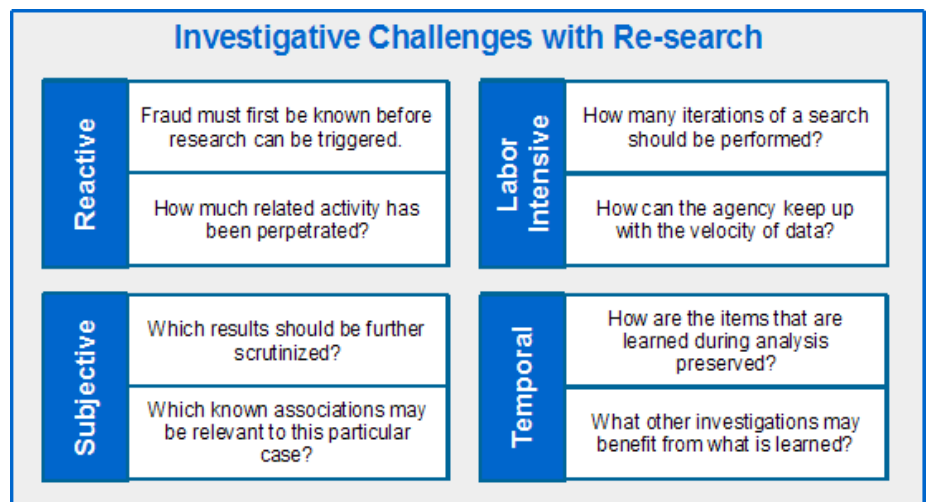 Investigative Challenges with Re-search
Reactive
Fraud must first be known before
research can be triggered.
How much related activity has
been perpetrated?
Labor
Intensive
How many iterations of a search
should be performed?
How can the agency keep up
with the velocity of data?
Subjective
Which results should be further
scrutinized?
Which known associations may
be relevant to this particular
case?
Temporal
How are the items that are
learned during analysis
preserved?
What other investigations may
benefit from what is learned?